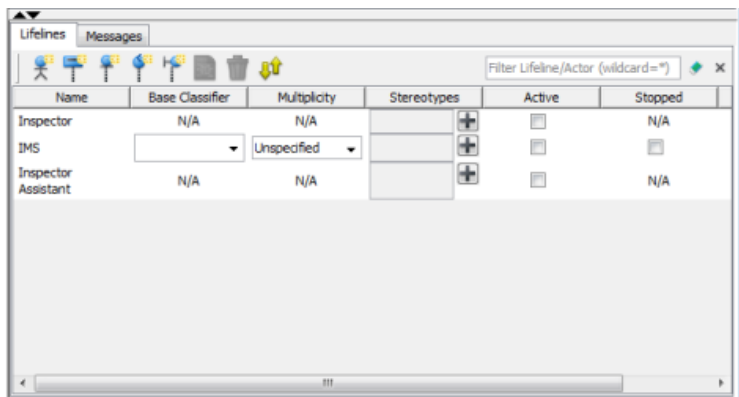 Lifelines Messages
Filter Lifeline/Actor (wildcard=*)
Name Base Classifier Multiplicity Stereotypes Active Stopped
Inspector N/A N/A N/A
IMS Unspecified
Inspector
Assistant N/A N/A N/A